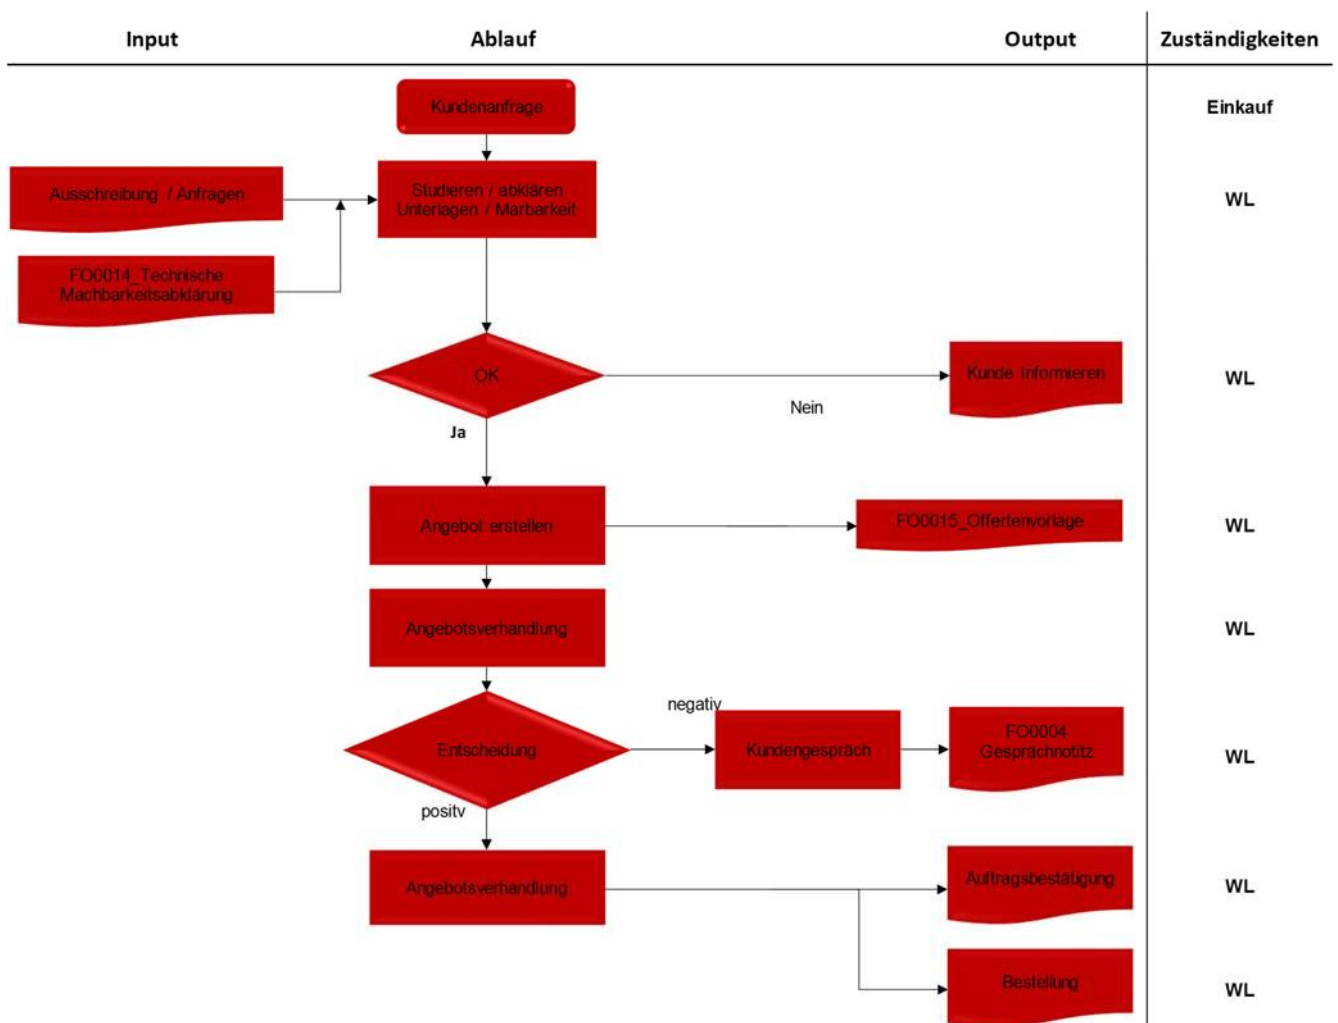 Input
Ablauf
Output
Zuständigkeiten
Kundenanfrage
Einkauf
Ausschreibung / Anfragen
Studieren / abklären
Unterlagen / Marbarkeit
WL
FO0014_Technische
Machbarkeitsabklärung
OK
Kunde Informieren
WL
Nein
Ja
Angebot erstellen
FO0015_Offertenvorlage
WL
Angebotsverhandlung
WL
negativ
Entscheidung
Kundengespräch
FO0004
Gesprächnotitz
WL
positv
Angebotsverhandlung
Auftragsbestätigung
WL
Bestellung
WL